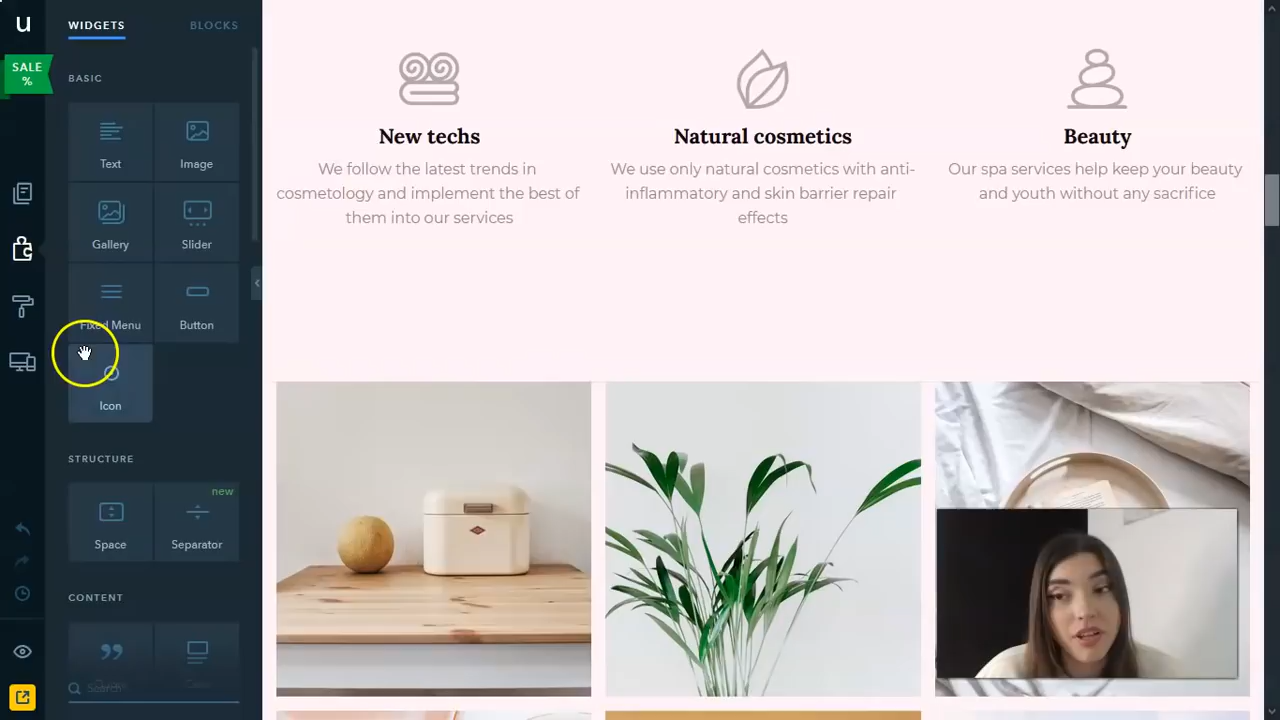 u
WIDGETS
BLOCKS
SALE
%
BASIC
Text
Image
Gallery
Slider
Fixed Menu
Button
Icon
STRUCTURE
new
Space
Separator
CONTENT
Search
New techs
We follow the latest trends in
cosmetology and implement the best of
them into our services
Natural cosmetics
We use only natural cosmetics with anti-
inflammatory and skin barrier repair
effects
Beauty
Our spa services help keep your beauty
and youth without any sacrifice